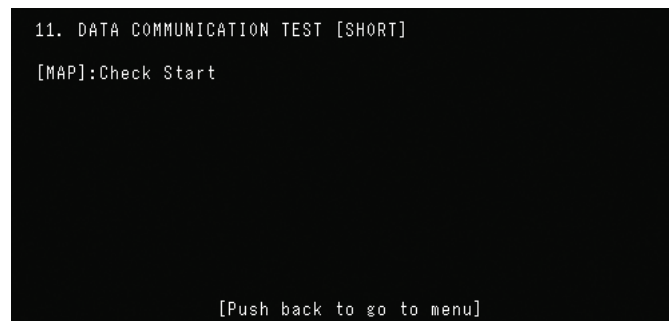 11. DATA COMMUNICATION TEST [SHORT]
[MAP]:Check Start
[Push back to go to menu]